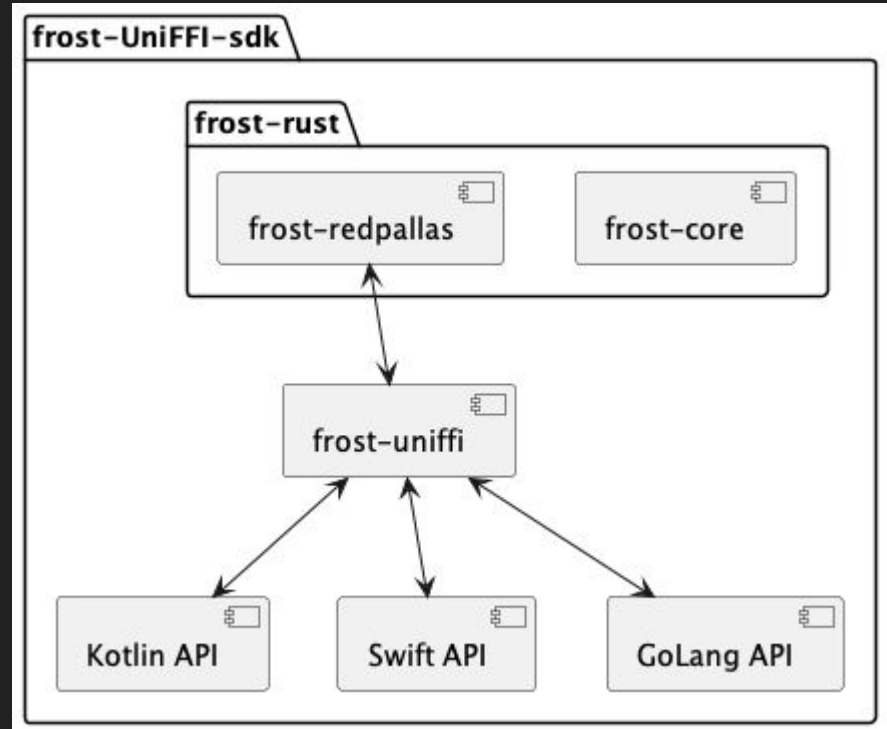 frost-UniFFI-sdk
frost-rust
frost-redpallas
frost-core
frost-uniffi
Kotlin API
Swift API
GoLang API